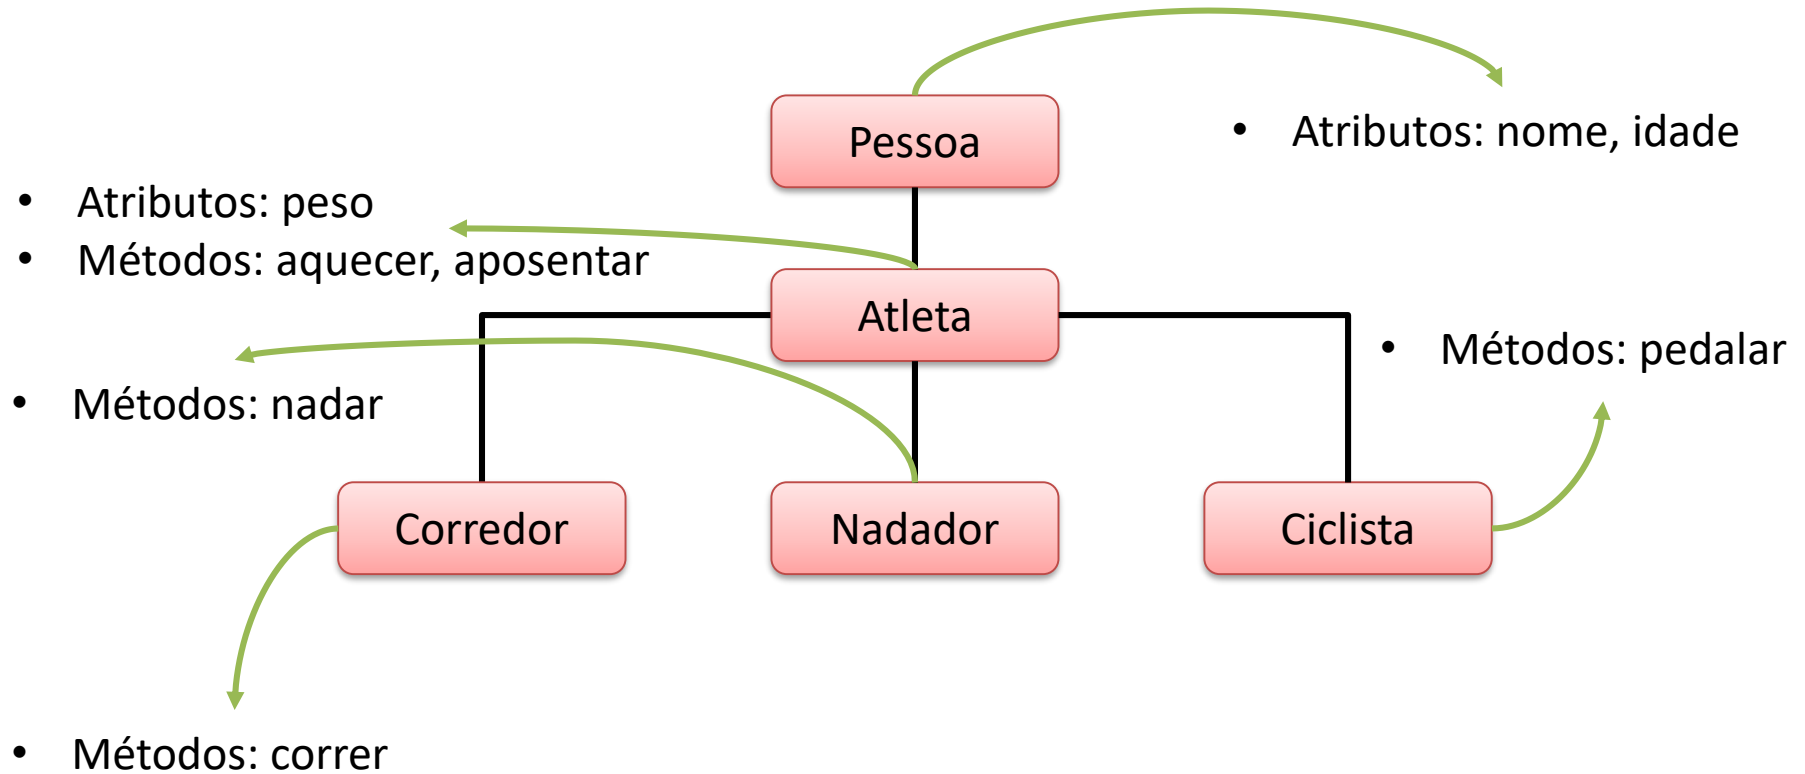 Pessoa
• Atributos: nome, idade
• Atributos: peso
• Métodos: aquecer, aposentar
Atleta
• Métodos: pedalar
• Métodos: nadar
Corredor
Nadador
Ciclista
• Métodos: correr